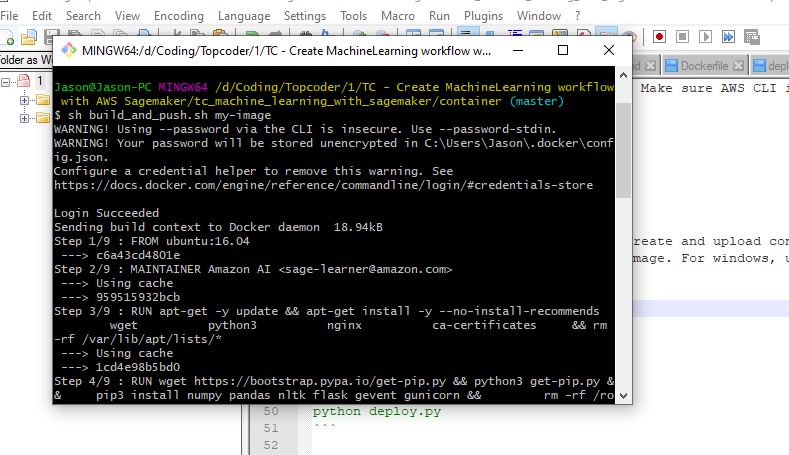 File
Search
View
Encoding
Language
Settings
Tools
Macro
Run
Plugins
Window
?
Folder as Wo
1
MINGW64:/d/Coding/Topcoder/1/TC - Create MachineLearning workflow w...
Dockerfile
dep
Jason@Jason-PC MINGW64 /d/Coding/Topcoder/1/TC - Create MachineLearning workflow
with AWS Sagemaker/tc_machine_learning_with_sagemaker/container (master)
$ sh build_and_push.sh my-image
WARNING! Using --password via the CLI is insecure. Use --password-stdin.
WARNING! Your password will be stored unencrypted in C:\Users\Jason\.docker\conf
ig.json.
Configure a credential helper to remove this warning. See
https://docs.docker.com/engine/reference/commandline/login/#credentials-store
Login Succeeded
Sending build context to Docker daemon 18.94kB
Step 1/9 : FROM ubuntu:16.04
---> c6a43cd4801e
Step 2/9 : MAINTAINER Amazon AI <sage-learner@amazon.com>
---> Using cache
---> 959515932bcb
Step 3/9 : RUN apt-get -y update && apt-get install -y --no-install-recommends
wget python3 nginx ca-certificates && rm
-rf /var/lib/apt/lists/*
---> Using cache
---> 1cd4e98b5bd0
Step 4/9 : RUN wget https://bootstrap.pypa.io/get-pip.py && python3 get-pip.py &
& pip3 install numpy pandas nltk flask gevent gunicorn && rm -rf /ro
Make sure AWS CLI i
reate and upload con
mage. For windows, u
50 python deploy.py
51 ```
52